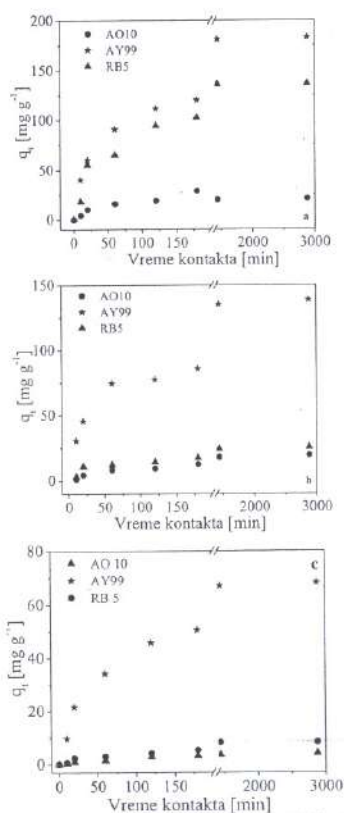 200
AO10
AY99
RB5
150
100
50
0
qt [mg g-1]
0 50 100 150 2000 3000
a
Vreme kontakta [min]
150
AO10
AY99
RB5
100
50
0
qt [mg g-1]
0 50 100 150 2000 3000
b
Vreme kontakta [min]
80
AO 10
AY99
RB 5
c
60
40
20
0
qt [mg g-1]
0 50 100 150 2000 3000
Vreme kontakta [min]